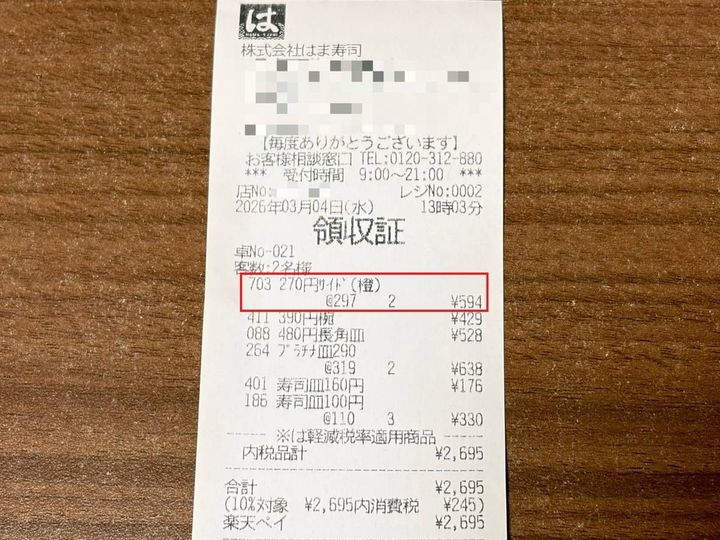 は
株式会社はま寿司
【毎度ありがとうございます】
お客様相談窓口 TEL:0120-312-880
*** 受付時間 9:00～21:00 ***
店No: レジNo:0002
2026年03月04日(水) 13時03分
領収証
卓No-021
客数:2名様
703 270円ｻｲﾄﾞ(橙)
@297 2 ¥594
411 390円椀 ¥429
088 480円長角皿 ¥528
264 ﾌﾟﾗﾁﾅ皿290
@319 2 ¥638
401 寿司皿160円 ¥176
186 寿司皿100円
@110 3 ¥330
※は軽減税率適用商品
内税品計 ¥2,695
合計 ¥2,695
(10%対象 ¥2,695内消費税 ¥245)
楽天ペイ ¥2,695